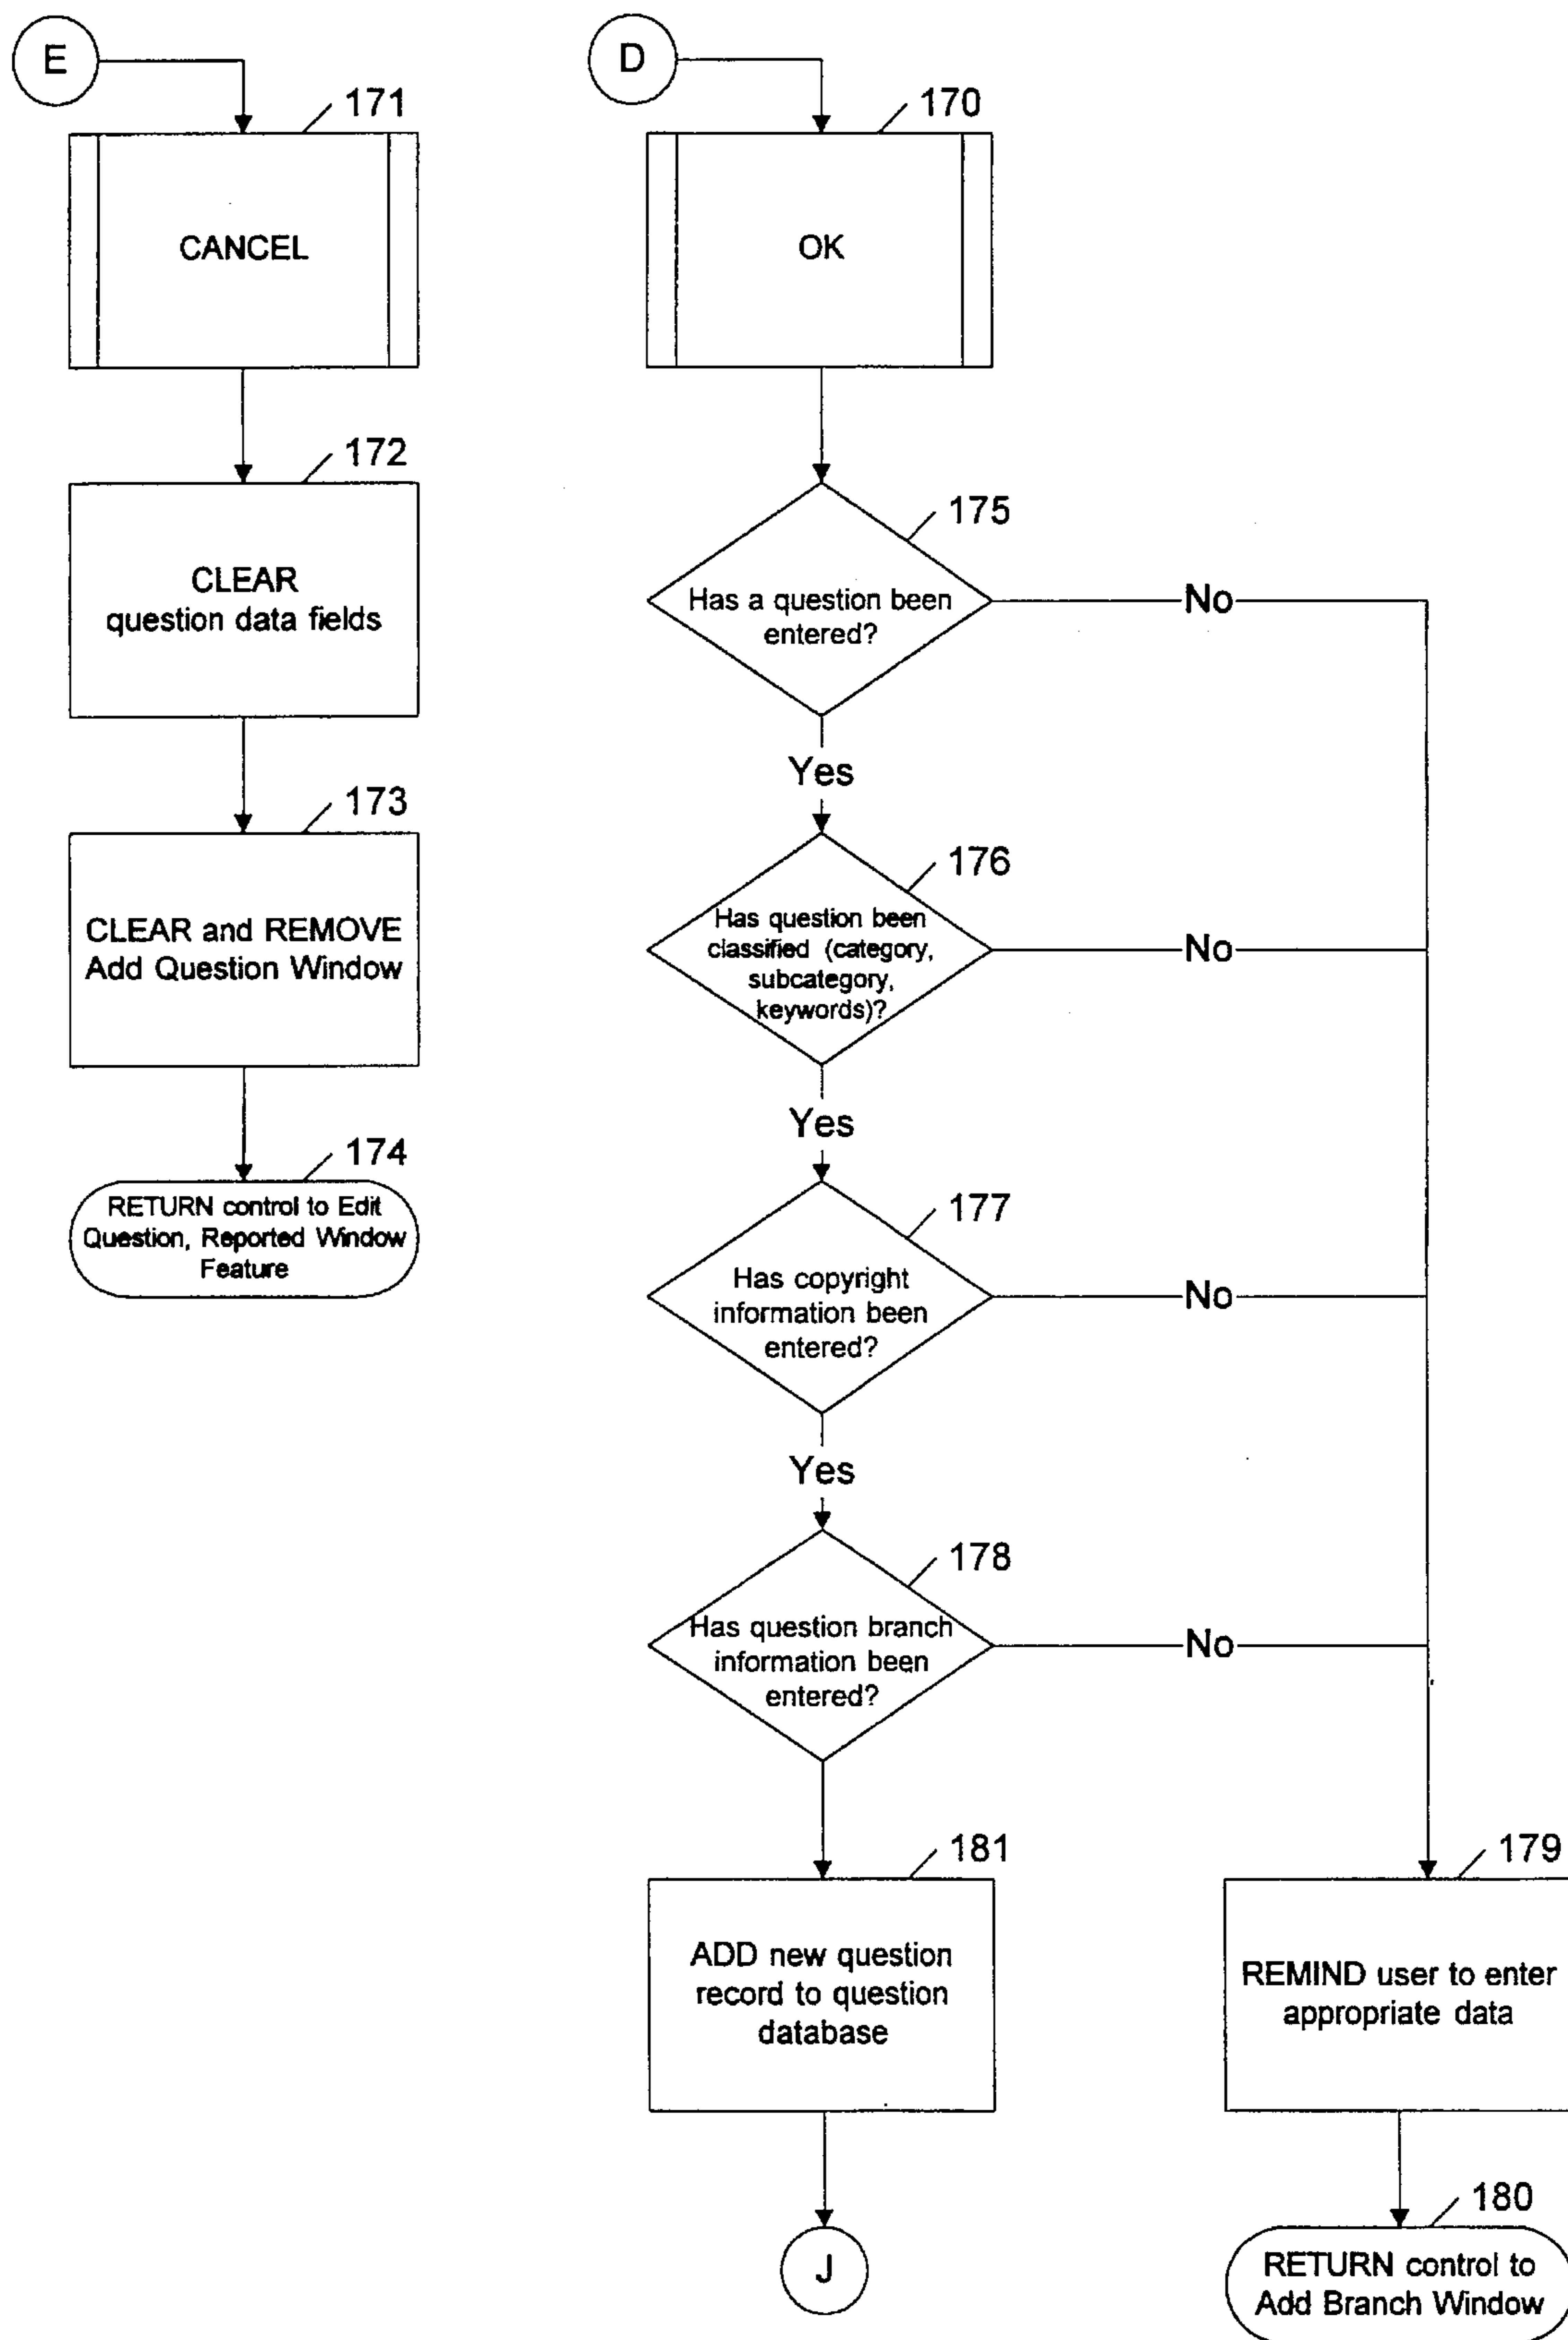 E
171
CANCEL
172
CLEAR
question data fields
173
CLEAR and REMOVE
Add Question Window
174
RETURN control to Edit
Question, Reported Window
Feature
D
170
OK
175
Has a question been
entered?
No
Yes
176
Has question been
classified (category,
subcategory,
keywords)?
No
Yes
177
Has copyright
information been
entered?
No
Yes
178
Has question branch
information been
entered?
No
181
ADD new question
record to question
database
J
179
REMIND user to enter
appropriate data
180
RETURN control to
Add Branch Window